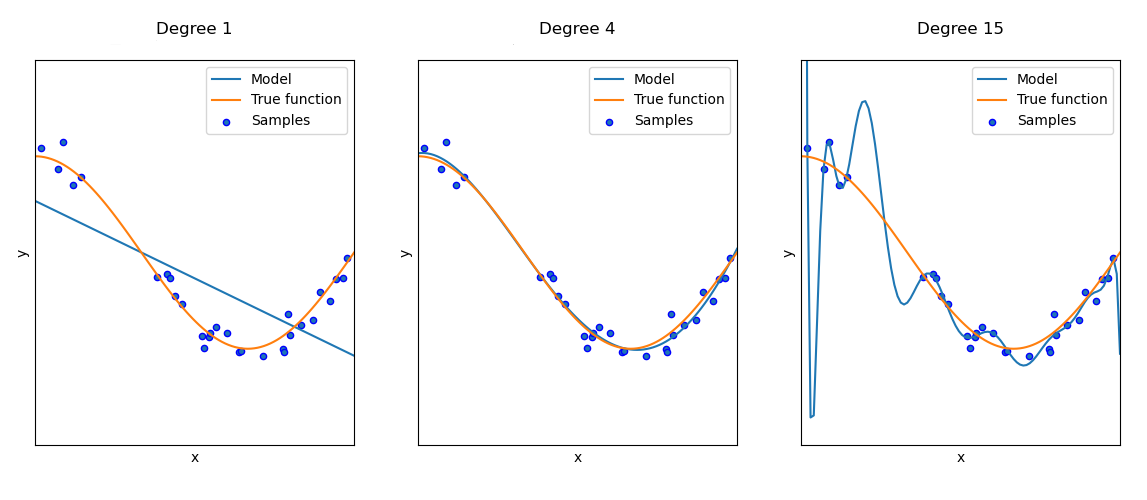 Degree 1
Model
True function
Samples
y
x
Degree 4
Model
True function
Samples
y
x
Degree 15
Model
True function
Samples
y
x